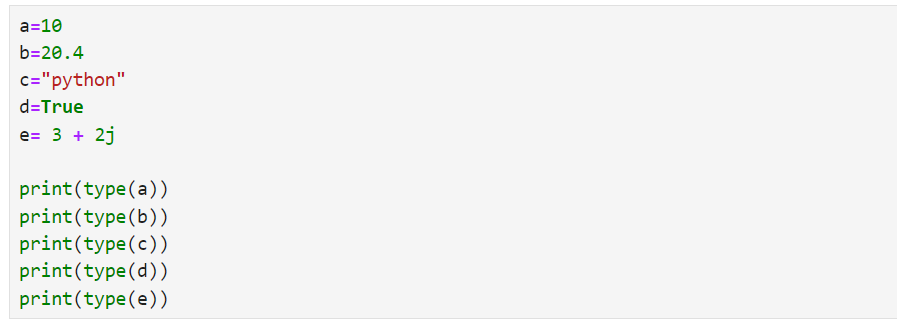 a=10
b=20.4
c="python"
d=True
e= 3 + 2j
print(type(a))
print(type(b))
print(type(c))
print(type(d))
print(type(e))